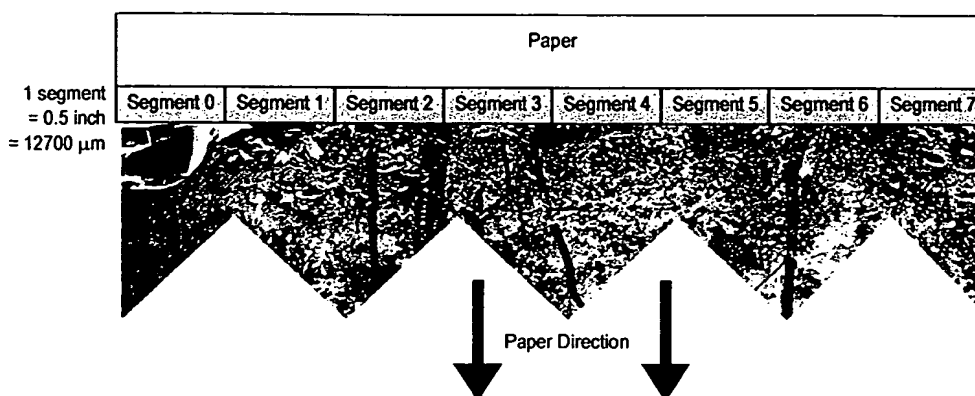 Paper
1 segment
= 0.5 inch
= 12700 µm
Segment 0 Segment 1 Segment 2 Segment 3 Segment 4 Segment 5 Segment 6 Segment 7
Paper Direction